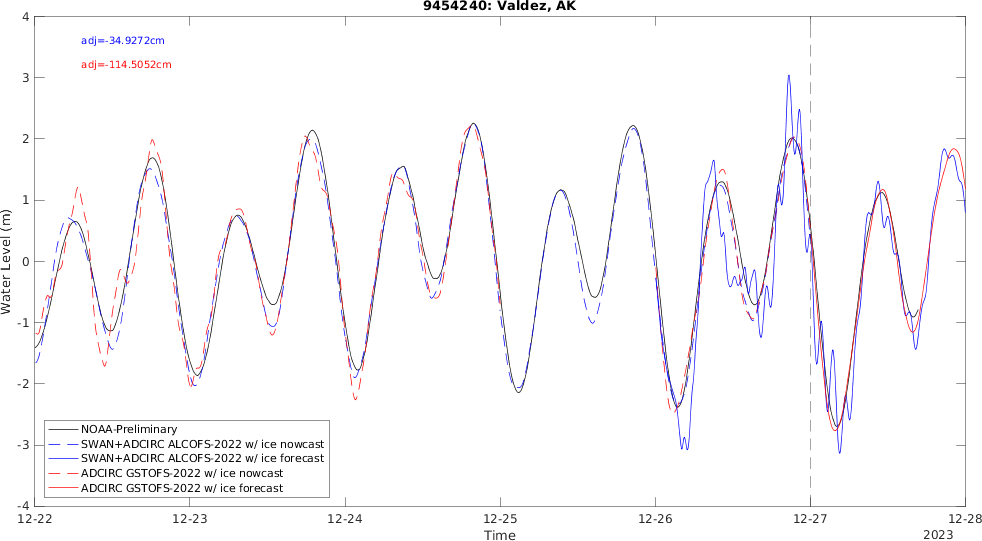 9454240: Valdez, AK
adj=-34.9272cm
adj=-114.5052cm
Water Level (m)
4
3
2
1
0
-1
-2
-3
-4
NOAA-Preliminary
SWAN+ADCIRC ALCOFS-2022 w/ ice nowcast
SWAN+ADCIRC ALCOFS-2022 w/ ice forecast
ADCIRC GSTOFS-2022 w/ ice nowcast
ADCIRC GSTOFS-2022 w/ ice forecast
12-22 12-23 12-24 12-25 12-26 12-27 12-28
Time
2023